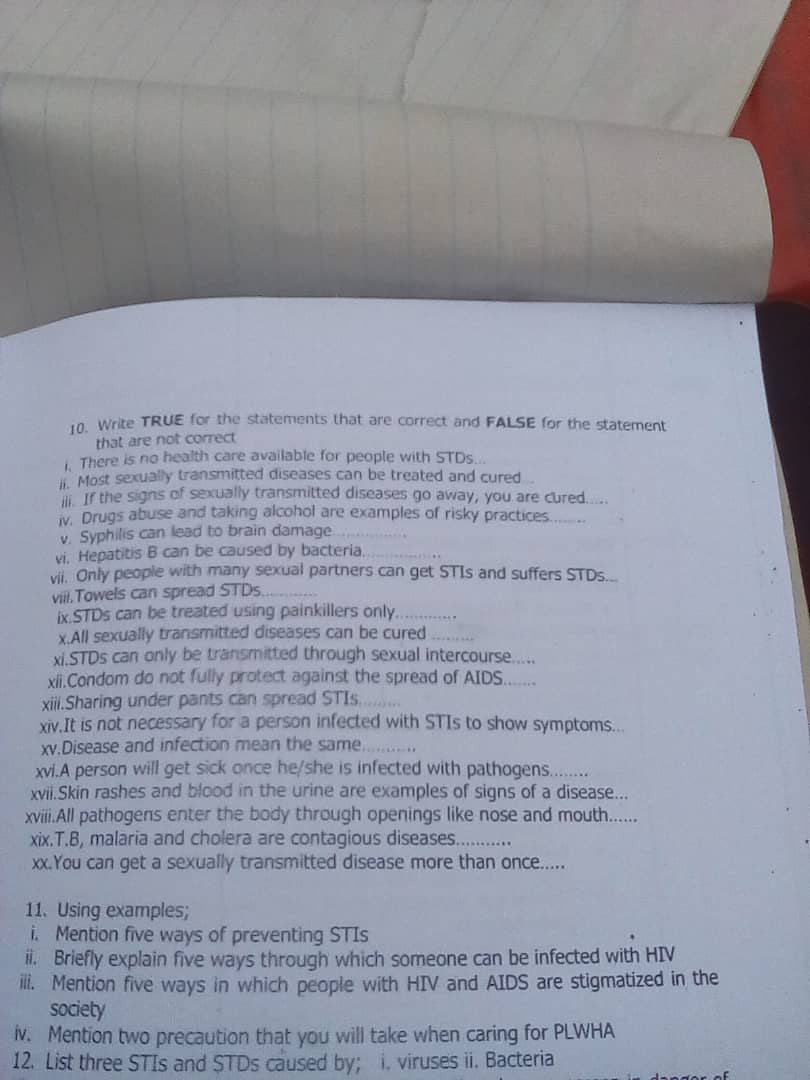 10. Write TRUE for the statements that are correct and FALSE for the statement
that are not correct
i. There is no health care available for people with STDs...
ii. Most sexually transmitted diseases can be treated and cured...
iii. If the signs of sexually transmitted diseases go away, you are cured.....
iv. Drugs abuse and taking alcohol are examples of risky practices........
v. Syphilis can lead to brain damage................
vi. Hepatitis B can be caused by bacteria.................
vii. Only people with many sexual partners can get STIs and suffers STDs...
viii. Towels can spread STDs............
ix.STDs can be treated using painkillers only.............
x.All sexually transmitted diseases can be cured .........
xi.STDs can only be transmitted through sexual intercourse.....
xii.Condom do not fully protect against the spread of AIDS.......
xiii.Sharing under pants can spread STIs.........
xiv.It is not necessary for a person infected with STIs to show symptoms...
xv.Disease and infection mean the same...........
xvi.A person will get sick once he/she is infected with pathogens........
xvii.Skin rashes and blood in the urine are examples of signs of a disease...
xviii.All pathogens enter the body through openings like nose and mouth......
xix.T.B, malaria and cholera are contagious diseases...........
xx.You can get a sexually transmitted disease more than once.....
11. Using examples;
i. Mention five ways of preventing STIs
ii. Briefly explain five ways through which someone can be infected with HIV
iii. Mention five ways in which people with HIV and AIDS are stigmatized in the
society
iv. Mention two precaution that you will take when caring for PLWHA
12. List three STIs and STDs caused by; i. viruses ii. Bacteria
in danger of